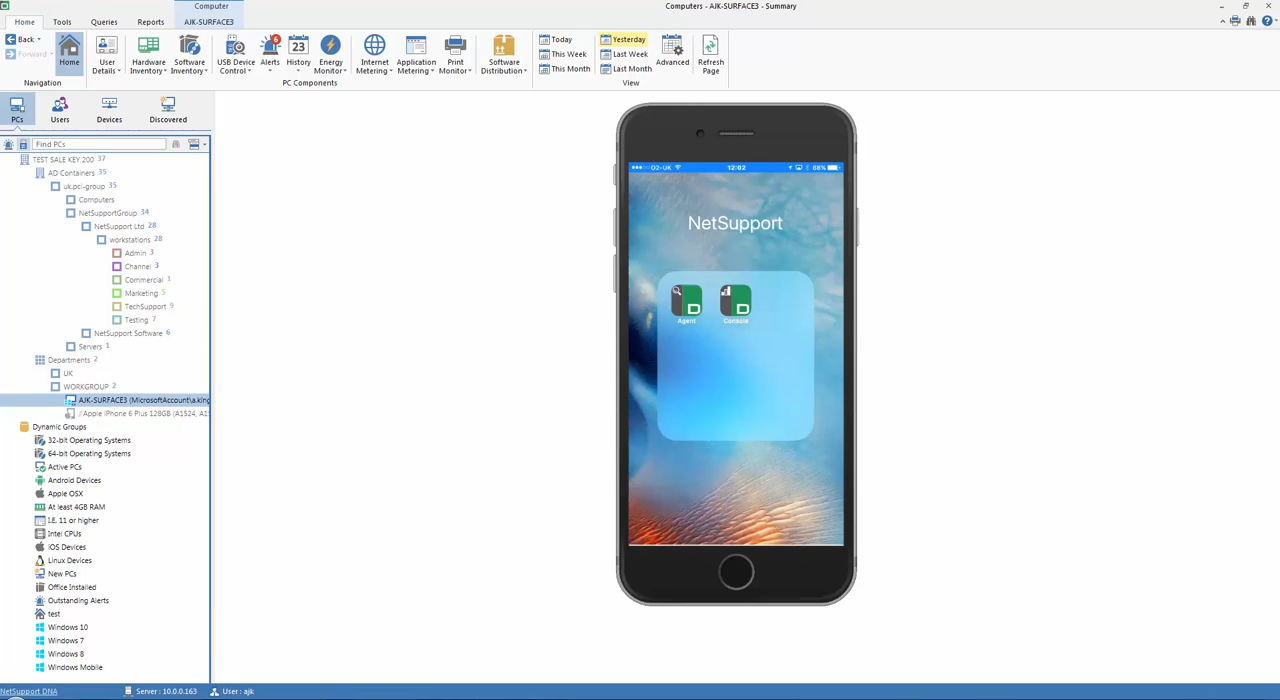 Computer
Computers - AJK-SURFACE3 - Summary
Home
Tools
Queries
Reports
AJK-SURFACE3
Back
Forward
Home
User Details
Hardware Inventory
Software Inventory
USB Device Control
6
Alerts
23
History
Energy Monitor
Internet Metering
Application Metering
Print Monitor
Software Distribution
Today
This Week
This Month
Yesterday
Last Week
Last Month
Advanced
Refresh Page
Navigation
PC Components
View
PCs
Users
Devices
Discovered
Find PCs
TEST SALE KEY 200 37
AD Containers 35
uk.pci-group 35
Computers
NetSupportGroup 34
NetSupport Ltd 28
workstations 28
Admin 3
Channel 3
Commercial 1
Marketing 5
TechSupport 9
Testing 7
NetSupport Software 6
Servers 1
Departments 2
UK
WORKGROUP 2
AJK-SURFACE3 (MicrosoftAccount\a.king
/ Apple iPhone 6 Plus 128GB (A1524, A1
Dynamic Groups
32-bit Operating Systems
64-bit Operating Systems
Active PCs
Android Devices
Apple OSX
At least 4GB RAM
I.E. 11 or higher
Intel CPUs
iOS Devices
Linux Devices
New PCs
Office Installed
Outstanding Alerts
test
Windows 10
Windows 7
Windows 8
Windows Mobile
O2-UK 12:02 88%
NetSupport
Agent
Console
NetSupport DNA
Server : 10.0.0.163
User : ajk